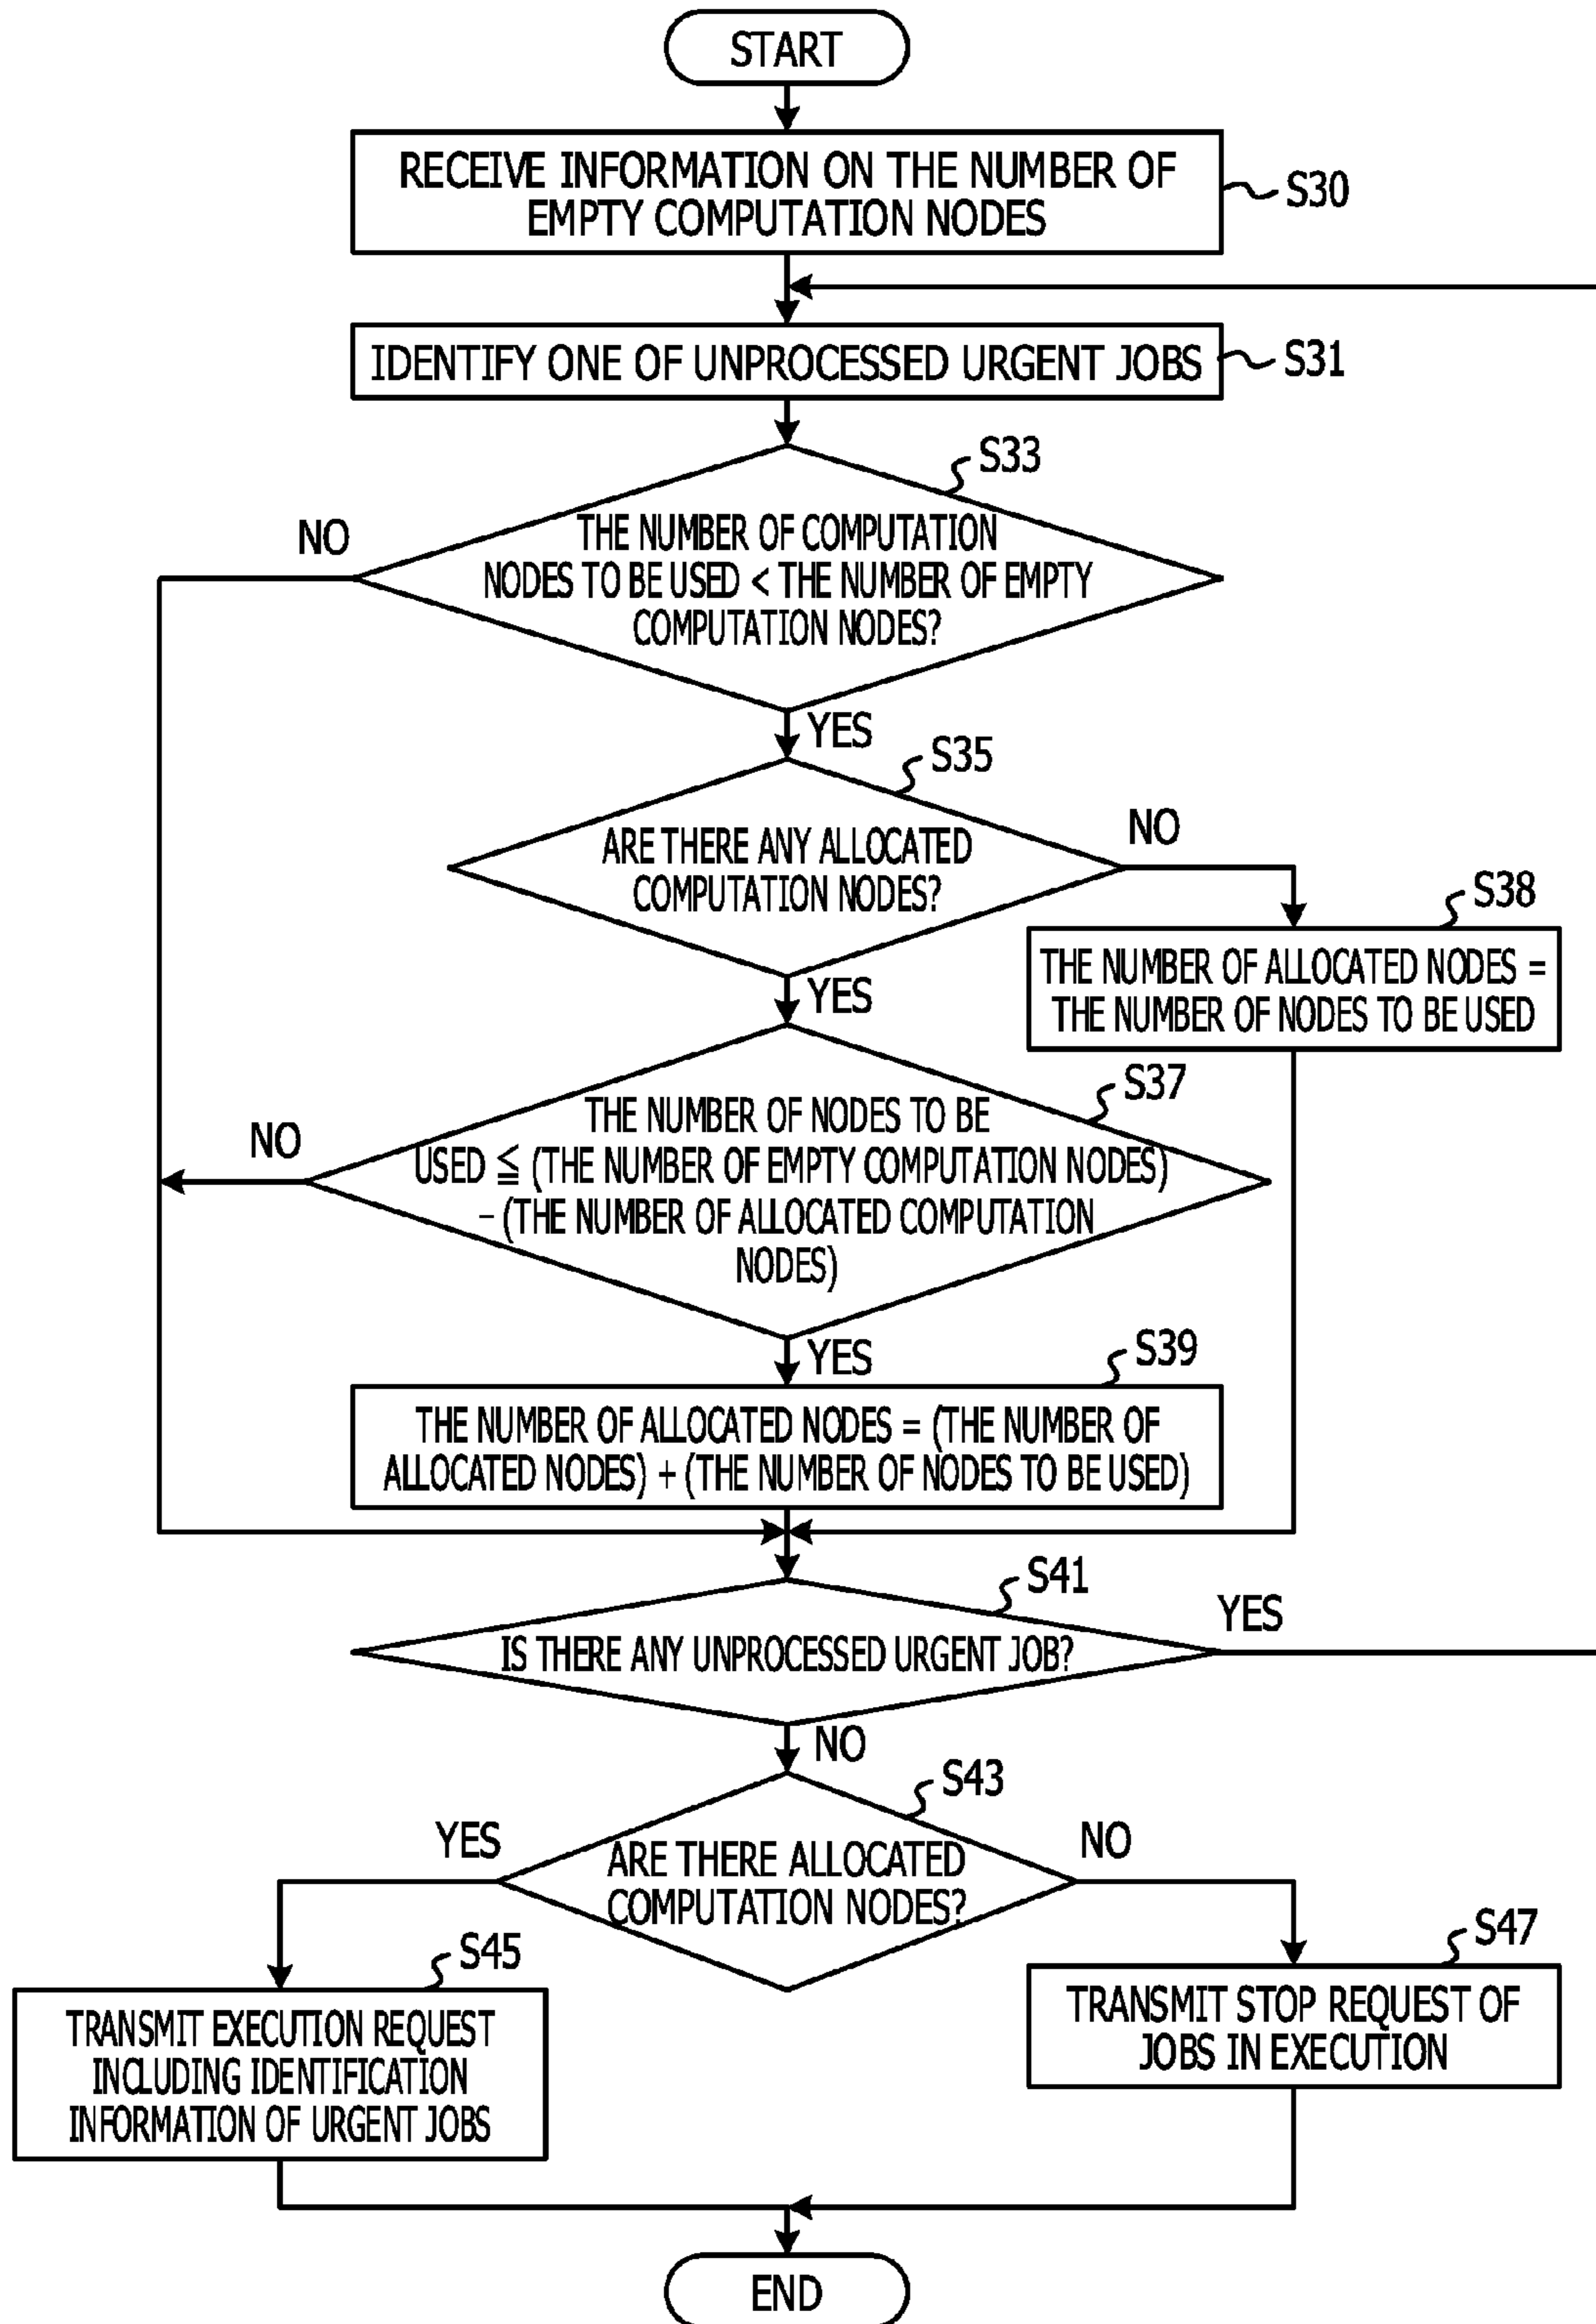 START
RECEIVE INFORMATION ON THE NUMBER OF
EMPTY COMPUTATION NODES
S30
IDENTIFY ONE OF UNPROCESSED URGENT JOBS
S31
S33
NO
THE NUMBER OF COMPUTATION
NODES TO BE USED < THE NUMBER OF EMPTY
COMPUTATION NODES?
YES
S35
NO
ARE THERE ANY ALLOCATED
COMPUTATION NODES?
S38
THE NUMBER OF ALLOCATED NODES =
THE NUMBER OF NODES TO BE USED
YES
S37
NO
THE NUMBER OF NODES TO BE
USED ≦ (THE NUMBER OF EMPTY COMPUTATION NODES)
− (THE NUMBER OF ALLOCATED COMPUTATION
NODES)
YES
S39
THE NUMBER OF ALLOCATED NODES = (THE NUMBER OF
ALLOCATED NODES) + (THE NUMBER OF NODES TO BE USED)
S41
YES
IS THERE ANY UNPROCESSED URGENT JOB?
NO
S43
YES
NO
ARE THERE ALLOCATED
COMPUTATION NODES?
S45
TRANSMIT EXECUTION REQUEST
INCLUDING IDENTIFICATION
INFORMATION OF URGENT JOBS
S47
TRANSMIT STOP REQUEST OF
JOBS IN EXECUTION
END